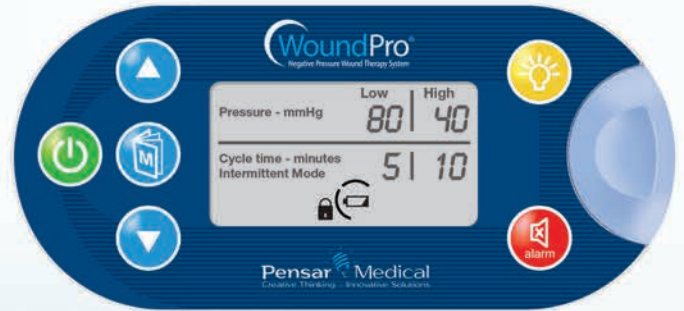 WoundPro®
Negative Pressure Wound Therapy System
Low High
Pressure - mmHg 80 40
Cycle time - minutes 5 10
Intermittent Mode
M
alarm
Pensar Medical
Creative Thinking - Innovative Solutions